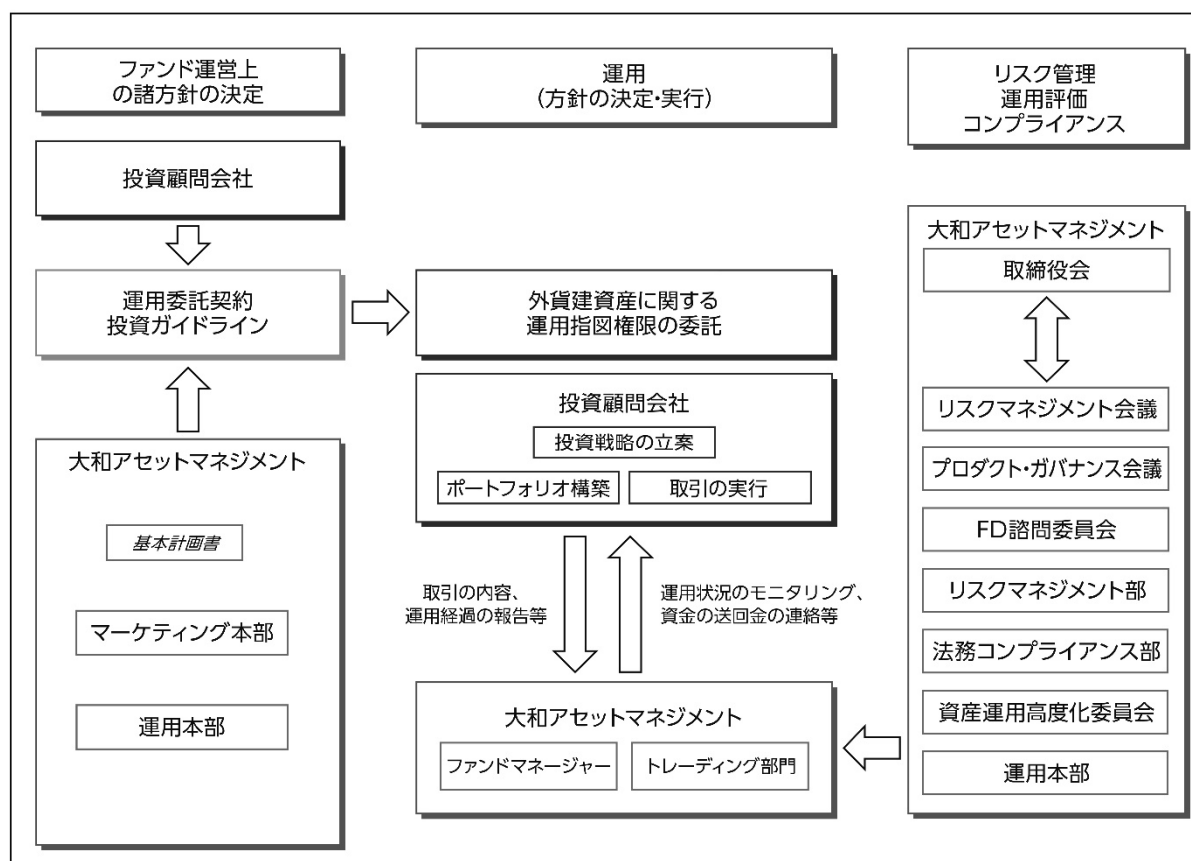 ファンド運営上
の諸方針の決定
投資顧問会社
運用委託契約
投資ガイドライン
大和アセットマネジメント
基本計画書
マーケティング本部
運用本部
運用
(方針の決定・実行)
外貨建資産に関する
運用指図権限の委託
投資顧問会社
投資戦略の立案
ポートフォリオ構築
取引の実行
取引の内容、
運用経過の報告等
運用状況のモニタリング、
資金の送回金の連絡等
大和アセットマネジメント
ファンドマネージャー
トレーディング部門
リスク管理
運用評価
コンプライアンス
大和アセットマネジメント
取締役会
リスクマネジメント会議
プロダクト・ガバナンス会議
FD諮問委員会
リスクマネジメント部
法務コンプライアンス部
資産運用高度化委員会
運用本部